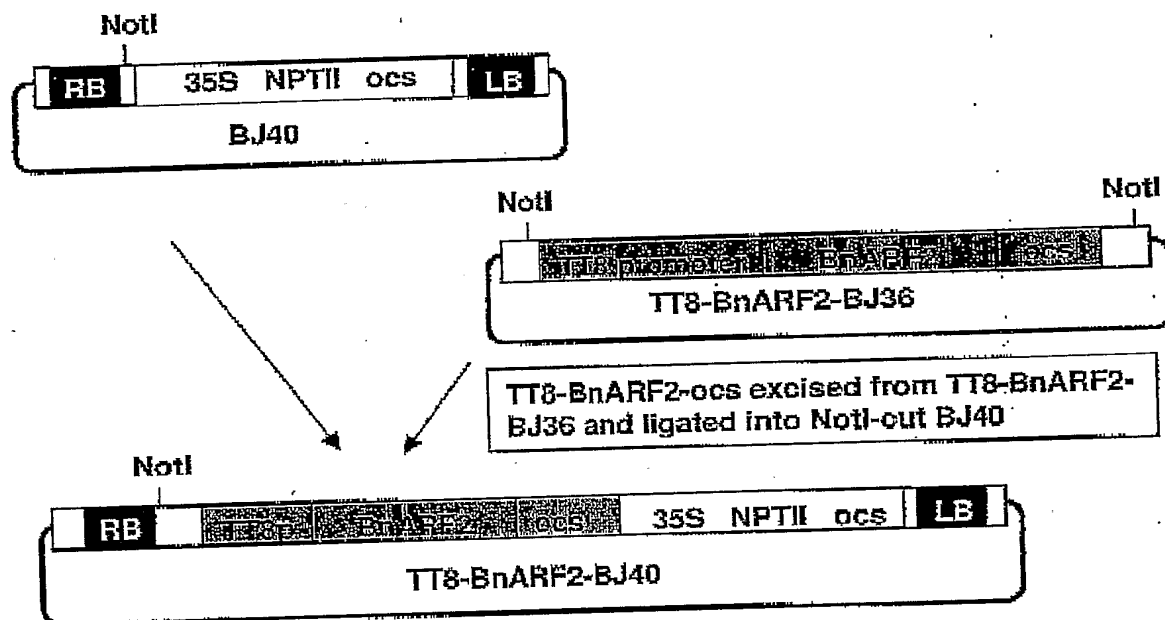 NotI
RB 35S NPTII ocs LB
BJ40
NotI NotI
TT8 promoter BnARF2 ocs
TT8-BnARF2-BJ36
TT8-BnARF2-ocs excised from TT8-BnARF2-
BJ36 and ligated into NotI-cut BJ40
NotI
RB TT8p BnARF2 ocs 35S NPTII ocs LB
TT8-BnARF2-BJ40